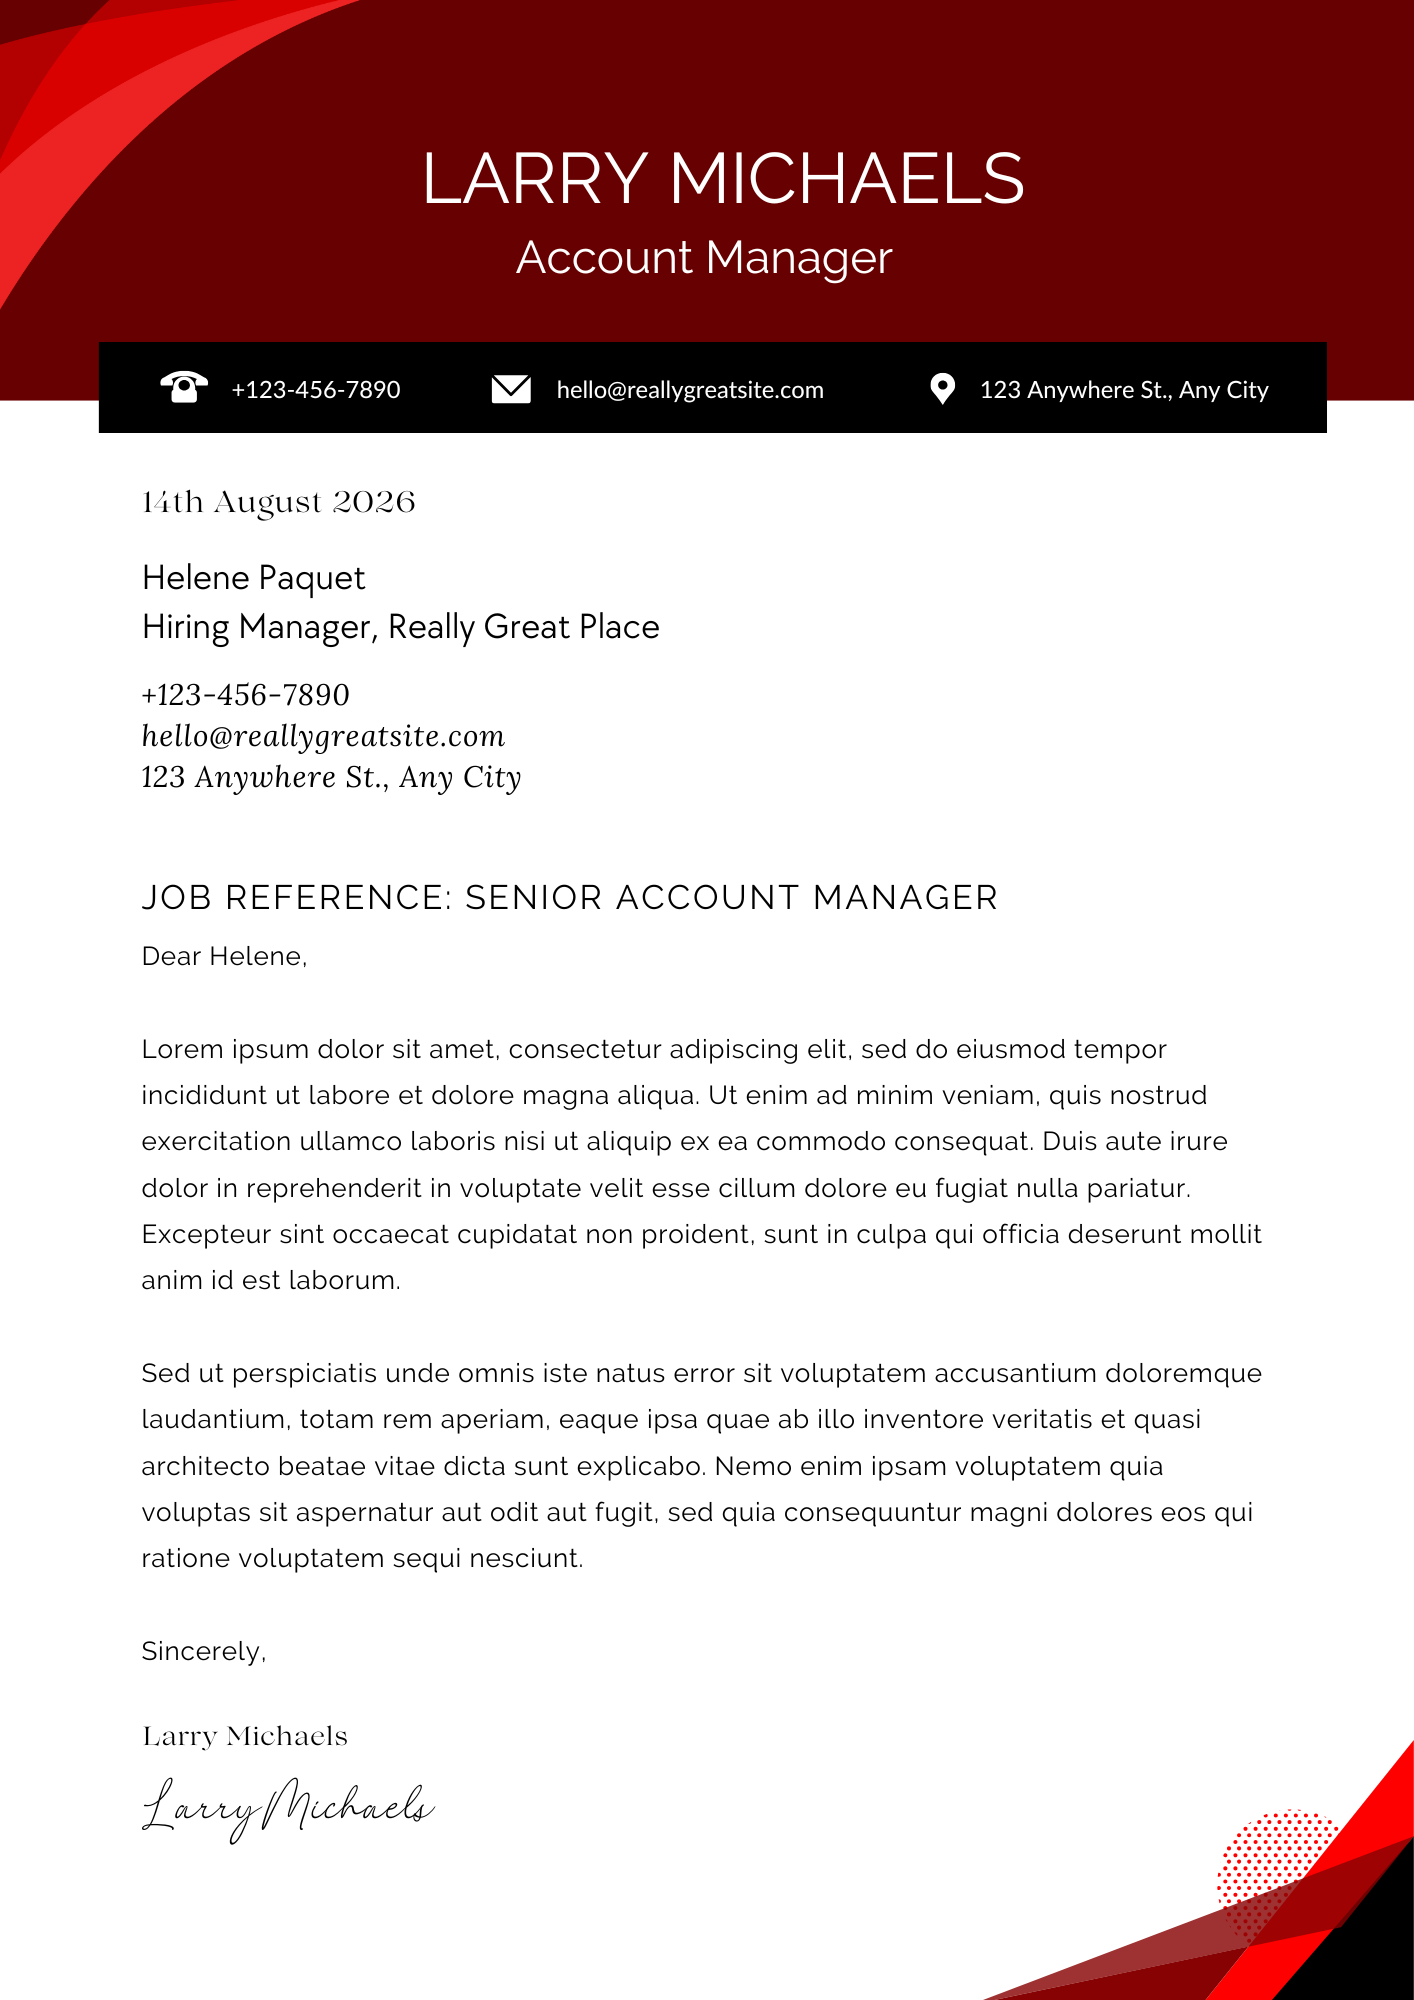 LARRY MICHAELS
Account Manager
+123-456-7890
hello@reallygreatsite.com
123 Anywhere St., Any City
14th August 2026
Helene Paquet
Hiring Manager, Really Great Place
+123-456-7890
hello@reallygreatsite.com
123 Anywhere St., Any City
JOB REFERENCE: SENIOR ACCOUNT MANAGER
Dear Helene,
Lorem ipsum dolor sit amet, consectetur adipiscing elit, sed do eiusmod tempor
incididunt ut labore et dolore magna aliqua. Ut enim ad minim veniam, quis nostrud
exercitation ullamco laboris nisi ut aliquip ex ea commodo consequat. Duis aute irure
dolor in reprehenderit in voluptate velit esse cillum dolore eu fugiat nulla pariatur.
Excepteur sint occaecat cupidatat non proident, sunt in culpa qui officia deserunt mollit
anim id est laborum.
Sed ut perspiciatis unde omnis iste natus error sit voluptatem accusantium doloremque
laudantium, totam rem aperiam, eaque ipsa quae ab illo inventore veritatis et quasi
architecto beatae vitae dicta sunt explicabo. Nemo enim ipsam voluptatem quia
voluptas sit aspernatur aut odit aut fugit, sed quia consequuntur magni dolores eos qui
ratione voluptatem sequi nesciunt.
Sincerely,
Larry Michaels
Larry Michaels